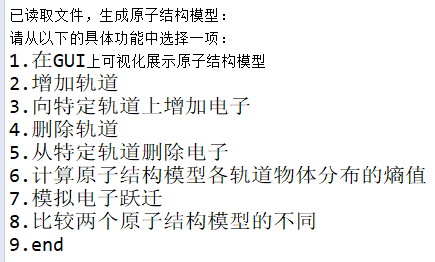 已读取文件，生成原子结构模型：
请从以下的具体功能中选择一项：
1.在GUI上可视化展示原子结构模型
2.增加轨道
3.向特定轨道上增加电子
4.删除轨道
5.从特定轨道删除电子
6.计算原子结构模型各轨道物体分布的熵值
7.模拟电子跃迁
8.比较两个原子结构模型的不同
9.end